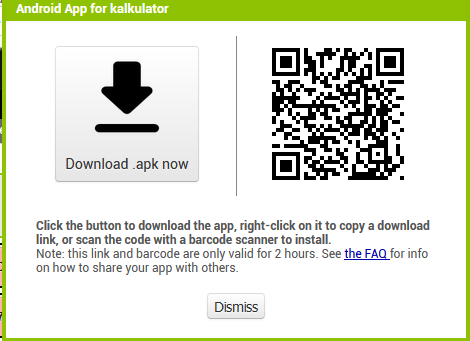 Android App for kalkulator
Download .apk now
Click the button to download the app, right-click on it to copy a download
link, or scan the code with a barcode scanner to install.
Note: this link and barcode are only valid for 2 hours. See the FAQ for info
on how to share your app with others.
Dismiss